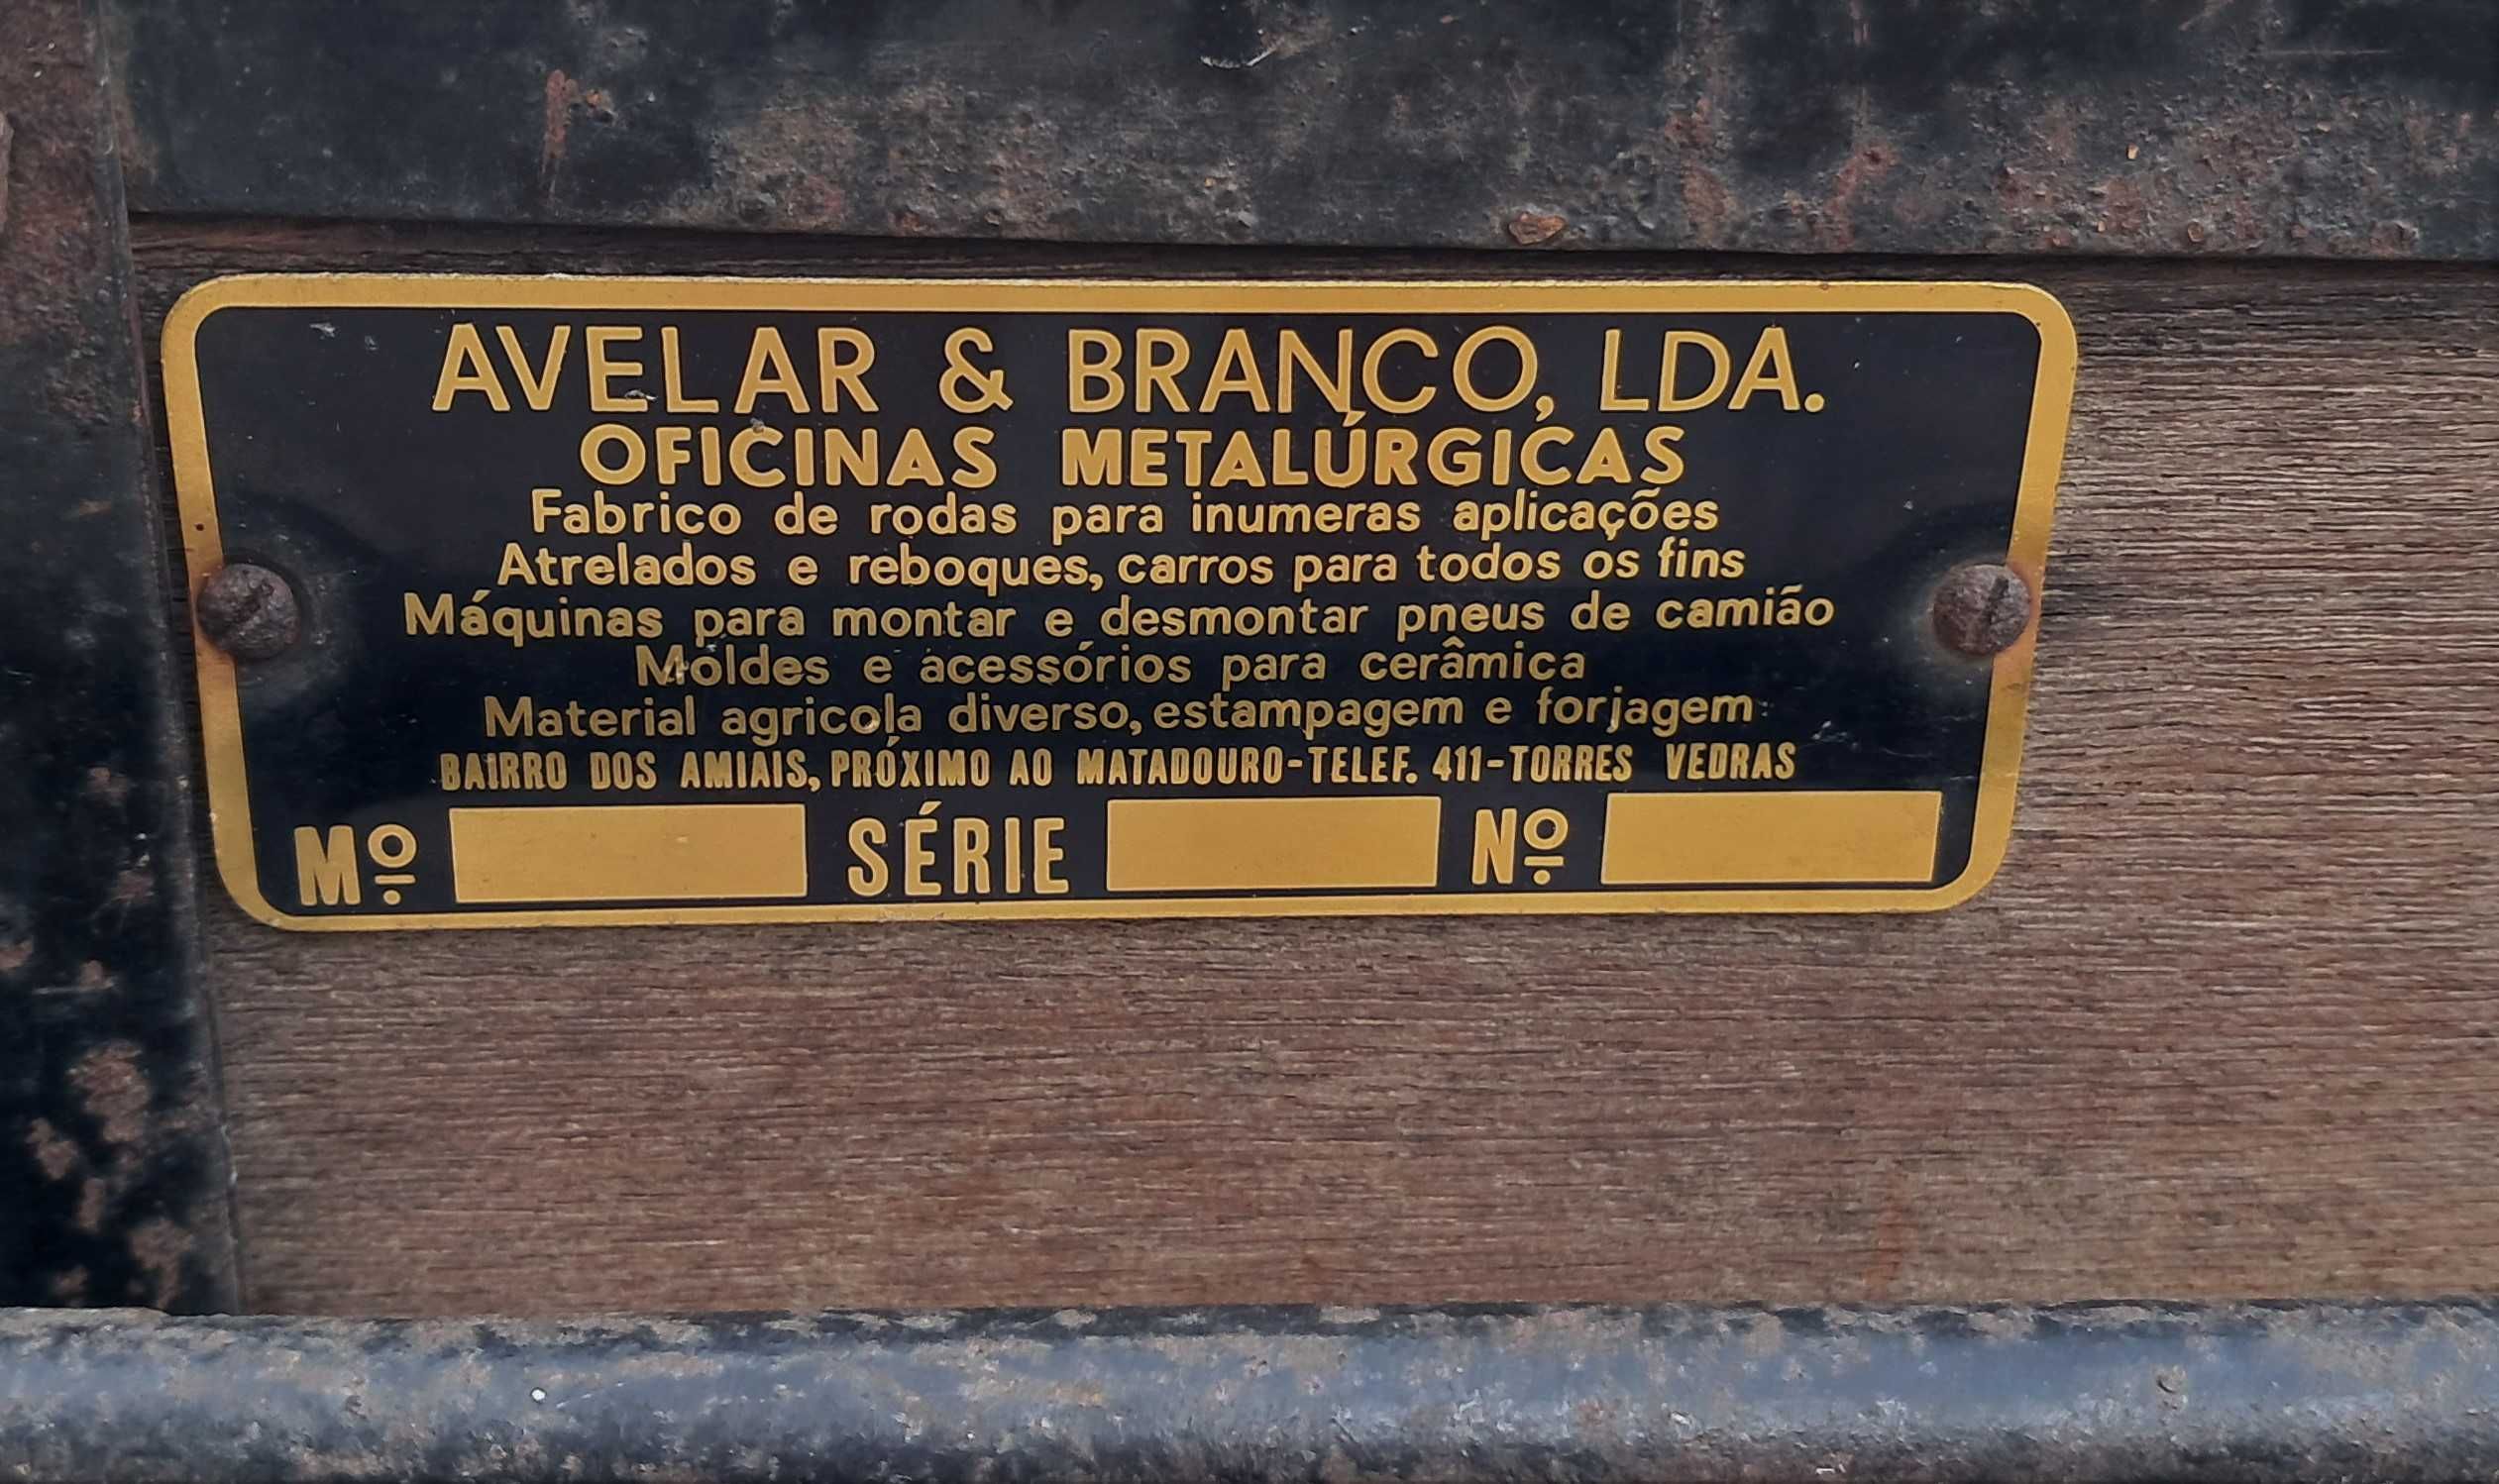 AVELAR & BRANCO, LDA.
OFICINAS METALÚRGICAS
Fabrico de rodas para inumeras aplicações
Atrelados e reboques, carros para todos os fins
Máquinas para montar e desmontar pneus de camião
Moldes e acessórios para cerâmica
Material agricola diverso, estampagem e forjagem
BAIRRO DOS AMIAIS, PRÓXIMO AO MATADOURO-TELEF. 411-TORRES VEDRAS
Mº SÉRIE Nº